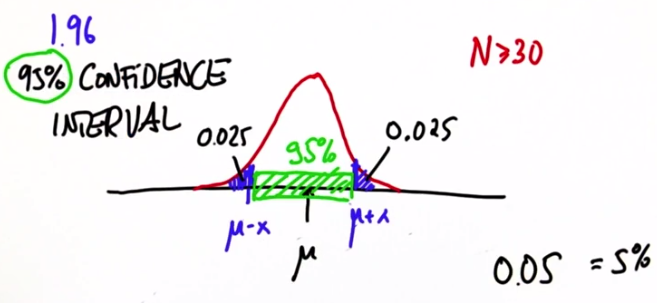 1.96
95% CONFIDENCE
INTERVAL
N≥30
0.025
95%
0.025
μ-x
μ+x
μ
0.05 = 5%